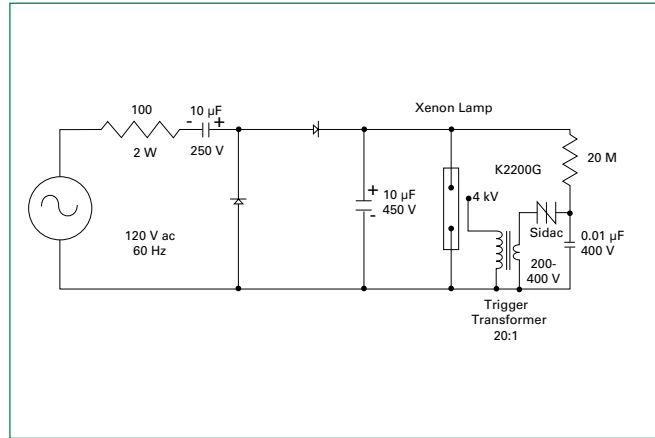 100
2 W
- 10 µF +
250 V
120 V ac
60 Hz
+ 10 µF
- 450 V
Xenon Lamp
4 kV
K2200G
Sidac
20 M
0.01 µF
400 V
200-
400 V
Trigger
Transformer
20:1